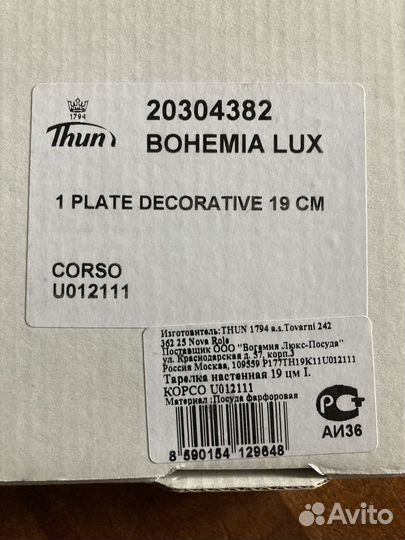 1794
Thun
20304382
BOHEMIA LUX
1 PLATE DECORATIVE 19 CM
CORSO
U012111
Изготовитель:THUN 1794 a.s.Tovarni 242
362 25 Nova Role
Поставщик ООО "Богемия Люкс-Посуда"
ул. Краснодарская д. 57, корп.3
Россия Москва, 109559 P177TH19K11U012111
Тарелка настенная 19 цм I.
КОРСО U012111
Материал :Посуда фарфоровая
8 590154 129648
РСТ
АИ36
Avito